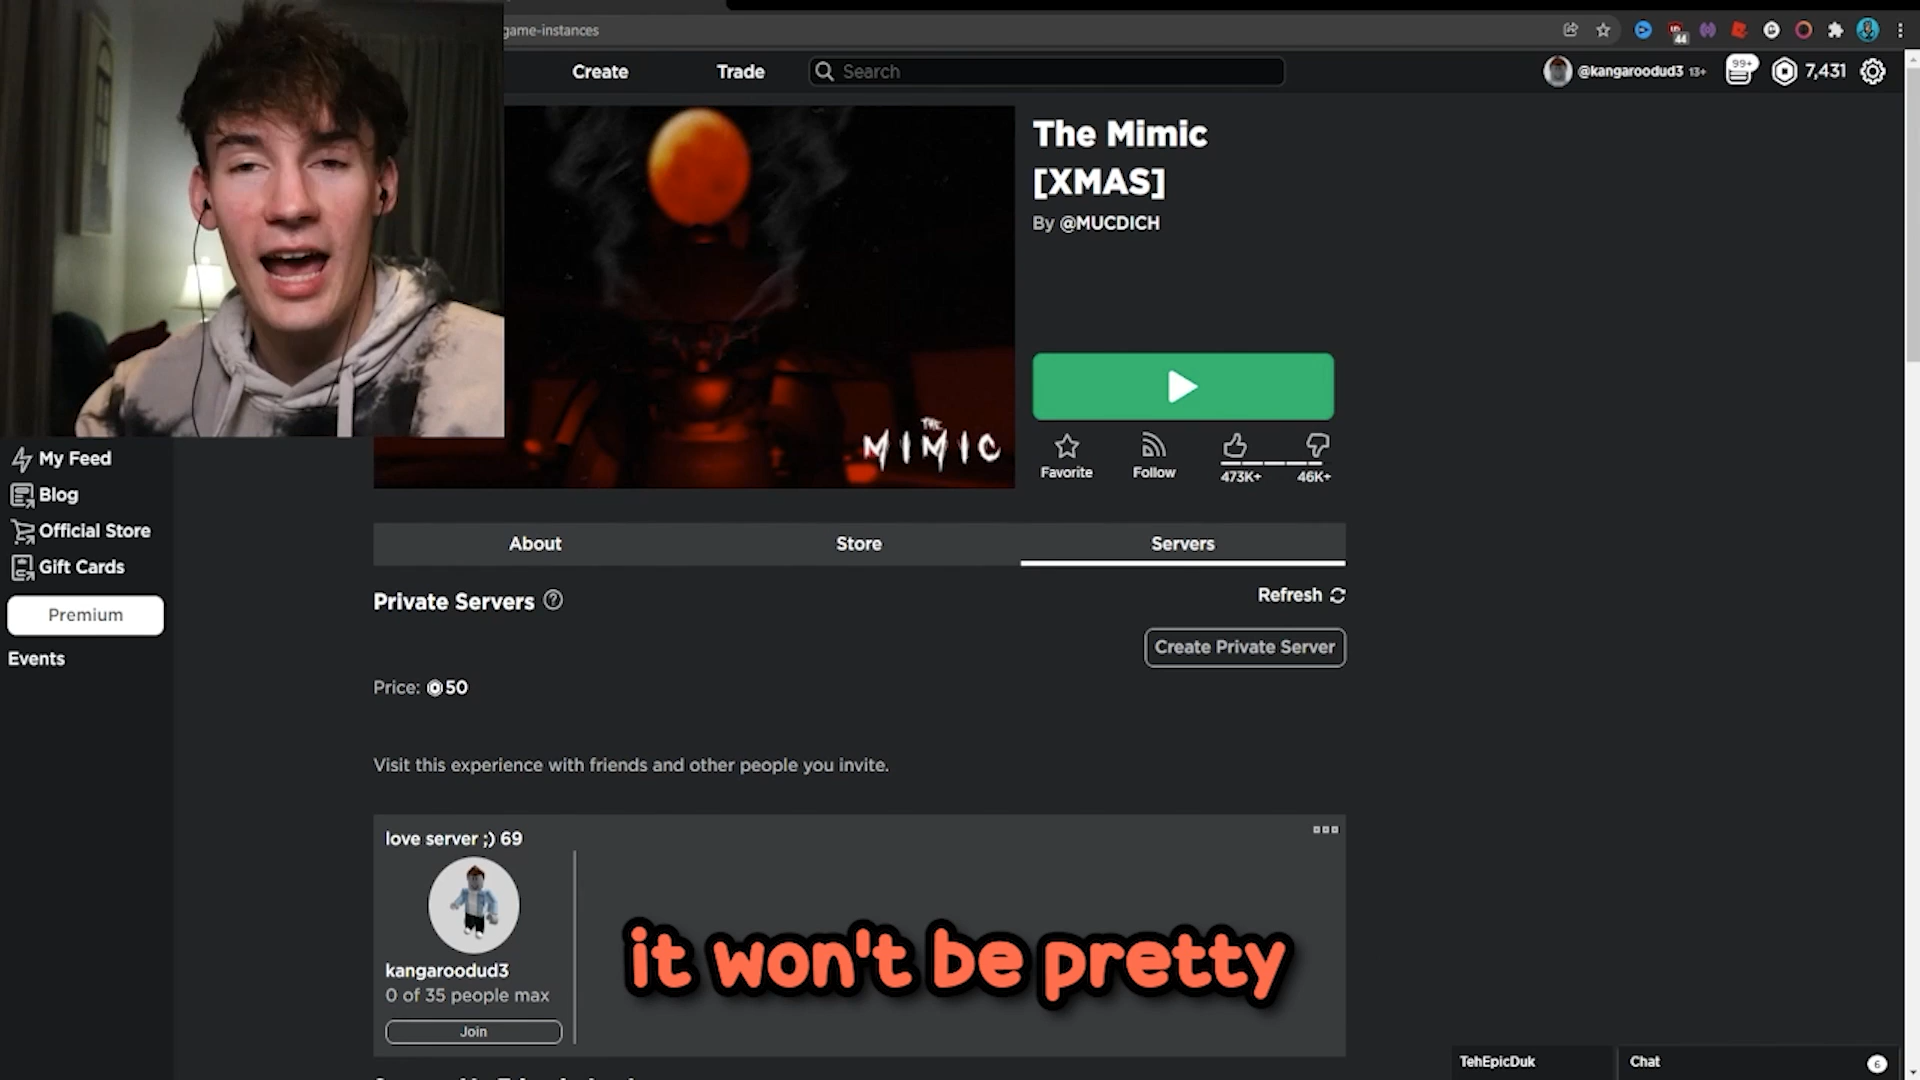 game-instances
44
Create
Trade
Search
@kangaroodud3 13+
99+
7,431
The Mimic
[XMAS]
By @MUCDICH
THE
MIMIC
Favorite
Follow
473K+
46K+
My Feed
Blog
Official Store
Gift Cards
Premium
Events
About
Store
Servers
Private Servers
Refresh
Create Private Server
Price: 50
Visit this experience with friends and other people you invite.
love server ;) 69
kangaroodud3
0 of 35 people max
Join
it won't be pretty
TehEpicDuk
Chat
6